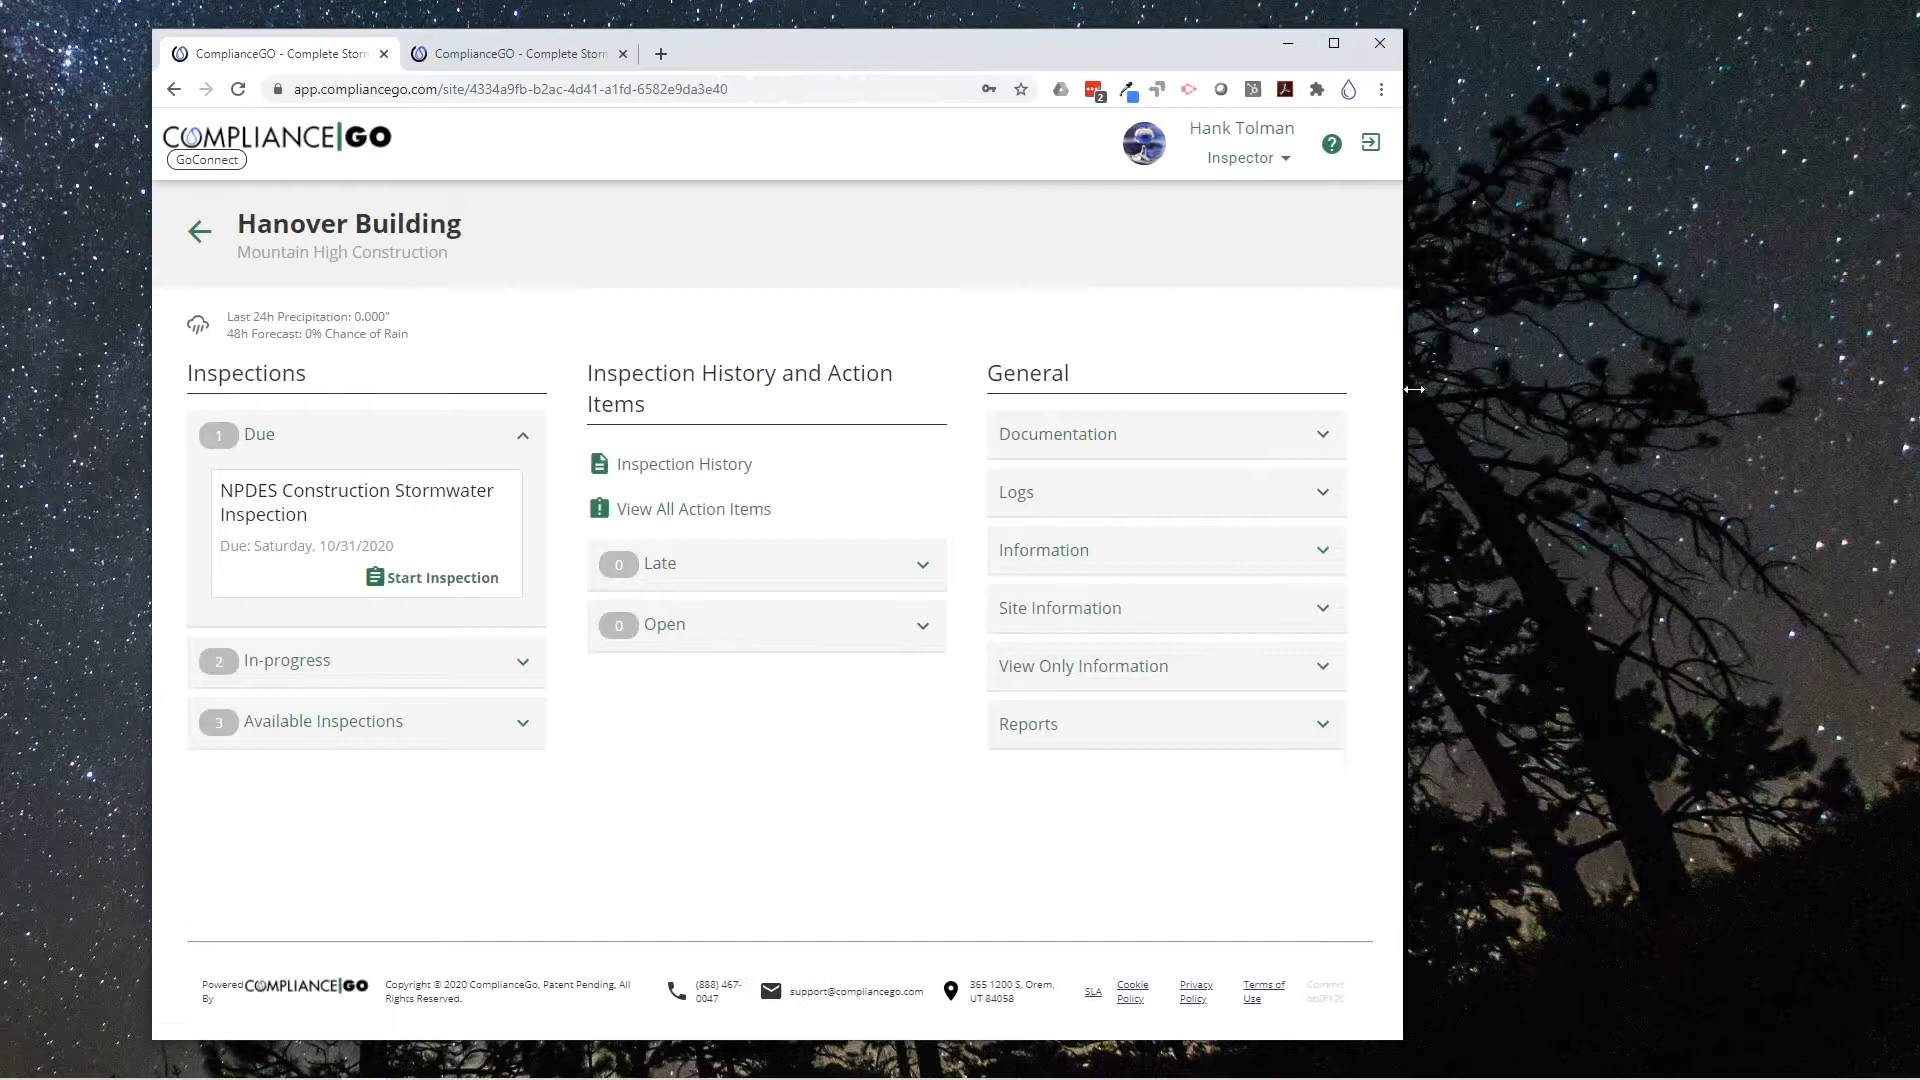 ComplianceGO - Complete Storm
ComplianceGO - Complete Storm
app.compliancego.com/site/4334a9fb-b2ac-4d41-a1fd-6582e9da3e40
2
COMPLIANCE|GO
GoConnect
Hank Tolman
Inspector
?
Hanover Building
Mountain High Construction
Last 24h Precipitation: 0.000"
48h Forecast: 0% Chance of Rain
Inspections
1 Due
NPDES Construction Stormwater
Inspection
Due: Saturday, 10/31/2020
Start Inspection
2 In-progress
3 Available Inspections
Inspection History and Action
Items
Inspection History
View All Action Items
0 Late
0 Open
General
Documentation
Logs
Information
Site Information
View Only Information
Reports
Powered
By
COMPLIANCE|GO
Copyright © 2020 ComplianceGo, Patent Pending, All
Rights Reserved.
(888) 467-
0047
support@compliancego.com
365 1200 S, Orem,
UT 84058
SLA
Cookie
Policy
Privacy
Policy
Terms of
Use
Commit